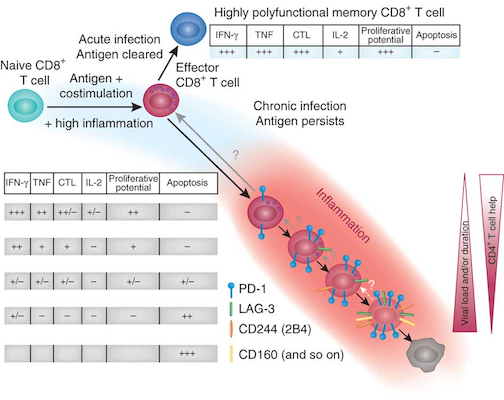 Highly polyfunctional memory CD8⁺ T cell
IFN-γ TNF CTL IL-2 Proliferative potential Apoptosis
+++ +++ +++ + +++ –
Acute infection
Antigen cleared
Naive CD8⁺
T cell
Antigen +
costimulation
+ high inflammation
Effector
CD8⁺ T cell
Chronic infection
Antigen persists
?
Inflammation
IFN-γ TNF CTL IL-2 Proliferative potential Apoptosis
+++ ++ ++/– +/– ++ –
++ + + – + –
+/– +/– +/– – +/– +/–
+/– – – – – ++
+++
?
?
?
PD-1
LAG-3
CD244 (2B4)
CD160 (and so on)
Viral load and/or duration
CD4⁺ T cell help